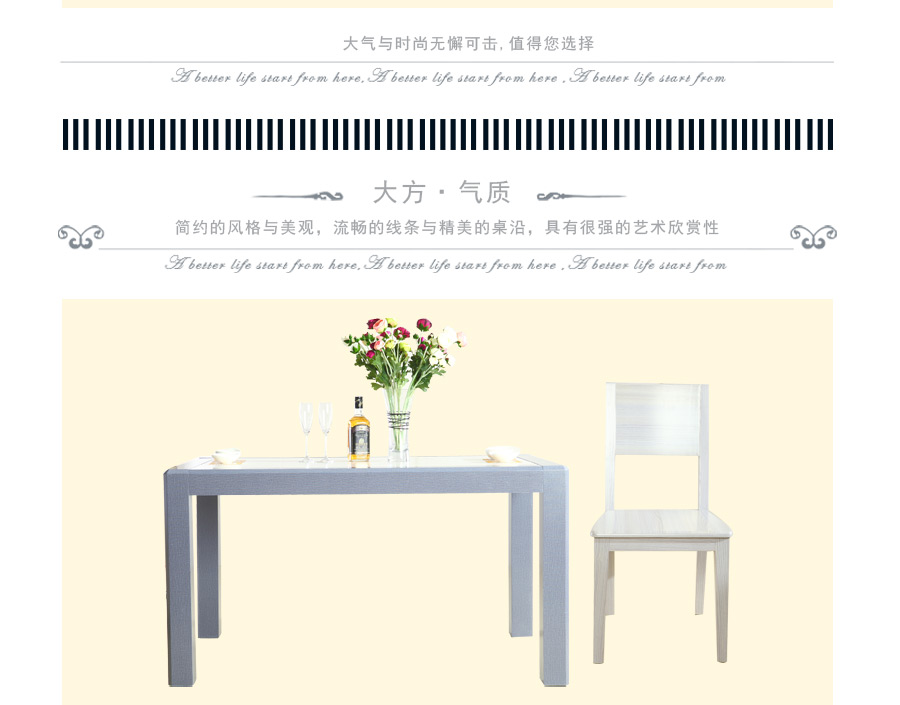 大气与时尚无懈可击,值得您选择
A better life start from here,A better life start from here ,A better life start from
大方·气质
简约的风格与美观，流畅的线条与精美的桌沿，具有很强的艺术欣赏性
A better life start from here,A better life start from here ,A better life start from